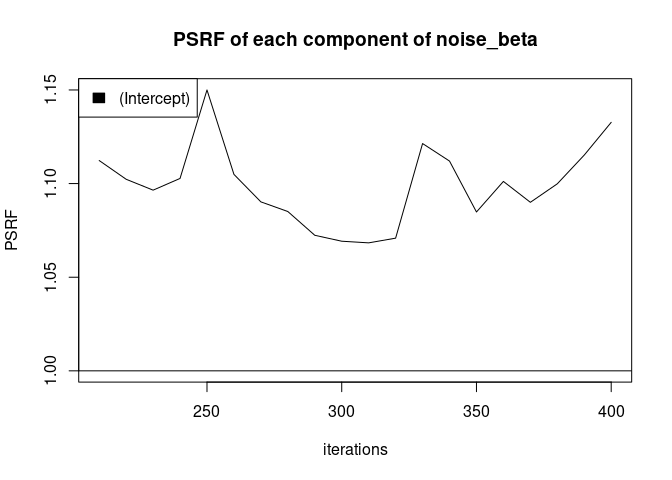 PSRF of each component of noise_beta
(Intercept)
1.15
1.10
1.05
1.00
PSRF
250 300 350 400
iterations